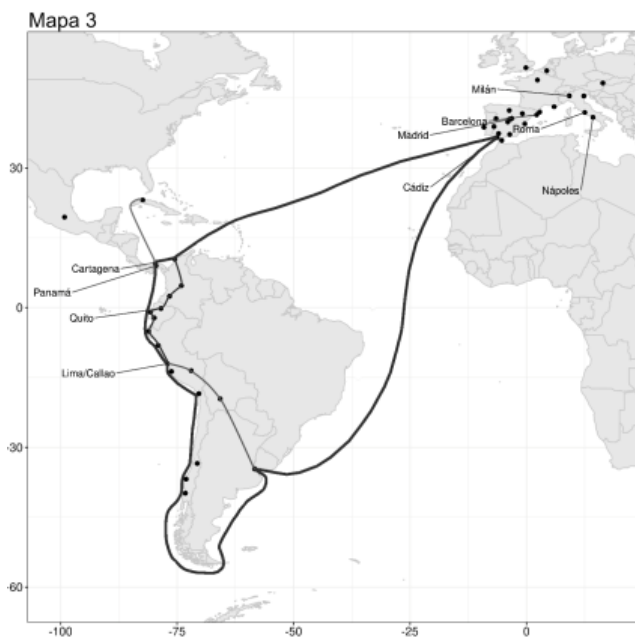 Mapa 3
Milán
Barcelona
Madrid
Roma
Cádiz
Nápoles
30
Cartagena
Panamá
0
Quito
Lima/Callao
-30
-60
-100
-75
-50
-25
0